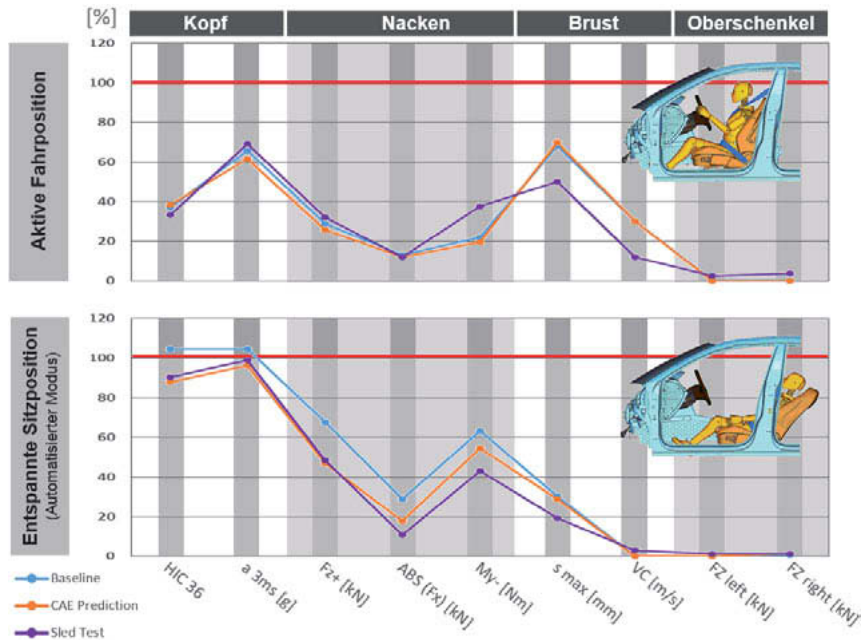 [%]
Kopf
Nacken
Brust
Oberschenkel
Aktive Fahrposition
120
100
80
60
40
20
0
Entspannte Sitzposition
(Automatisierter Modus)
120
100
80
60
40
20
0
HIC 36
a 3ms [g]
Fz+ [kN]
ABS (Fx) [kN]
My- [Nm]
s max [mm]
VC [m/s]
FZ left [kN]
FZ right [kN]
Baseline
CAE Prediction
Sled Test